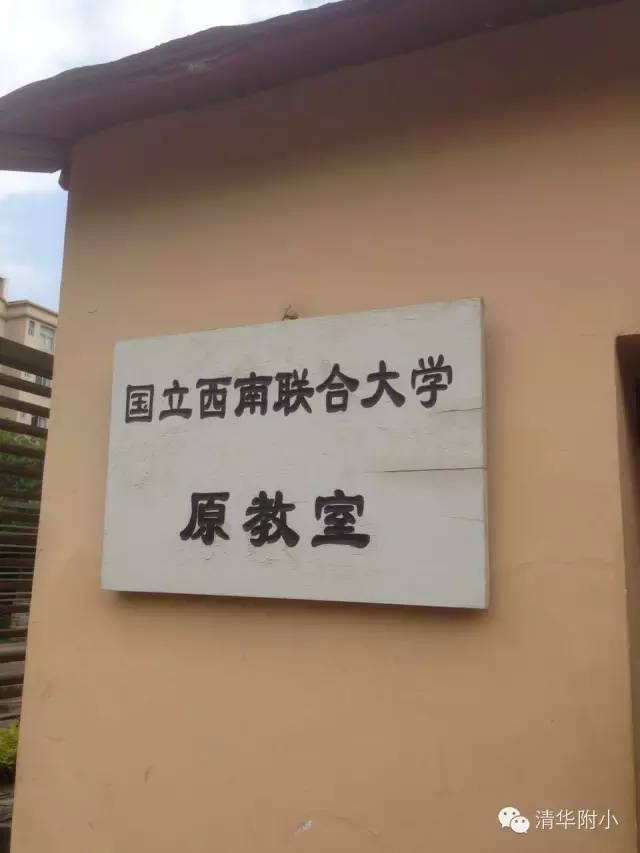 国立西南联合大学
原教室
清华附小